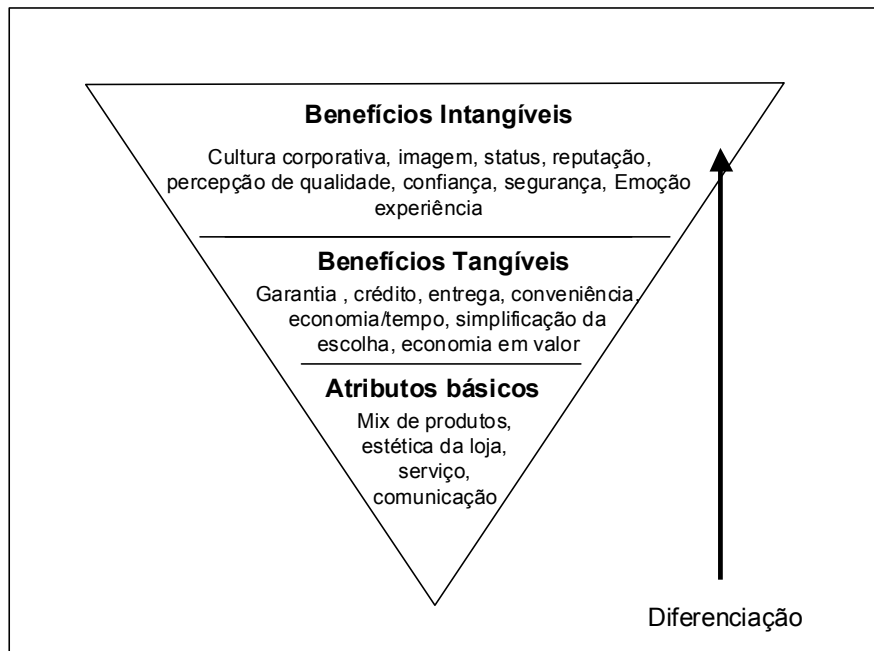 Benefícios Intangíveis
Cultura corporativa, imagem, status, reputação,
percepção de qualidade, confiança, segurança, Emoção
experiência
Benefícios Tangíveis
Garantia , crédito, entrega, conveniência,
economia/tempo, simplificação da
escolha, economia em valor
Atributos básicos
Mix de produtos,
estética da loja,
serviço,
comunicação
Diferenciação